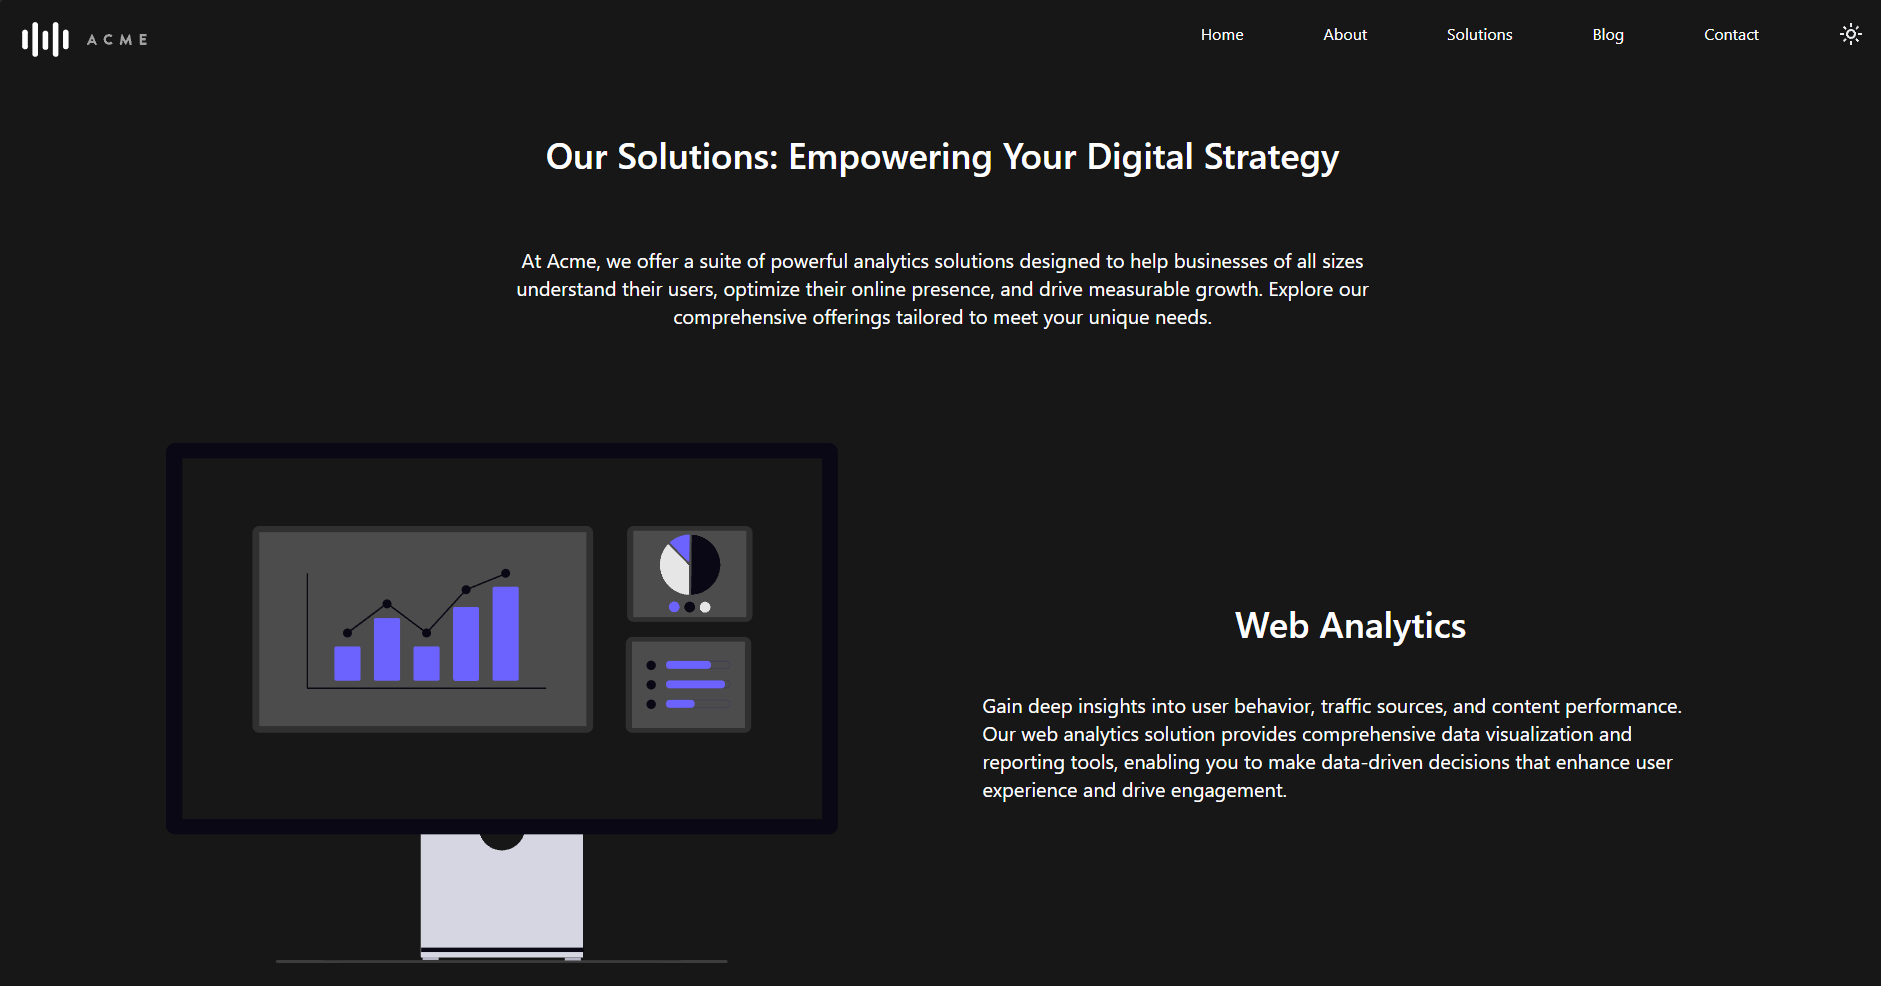 ACME
Home
About
Solutions
Blog
Contact
Our Solutions: Empowering Your Digital Strategy
At Acme, we offer a suite of powerful analytics solutions designed to help businesses of all sizes
understand their users, optimize their online presence, and drive measurable growth. Explore our
comprehensive offerings tailored to meet your unique needs.
Web Analytics
Gain deep insights into user behavior, traffic sources, and content performance.
Our web analytics solution provides comprehensive data visualization and
reporting tools, enabling you to make data-driven decisions that enhance user
experience and drive engagement.